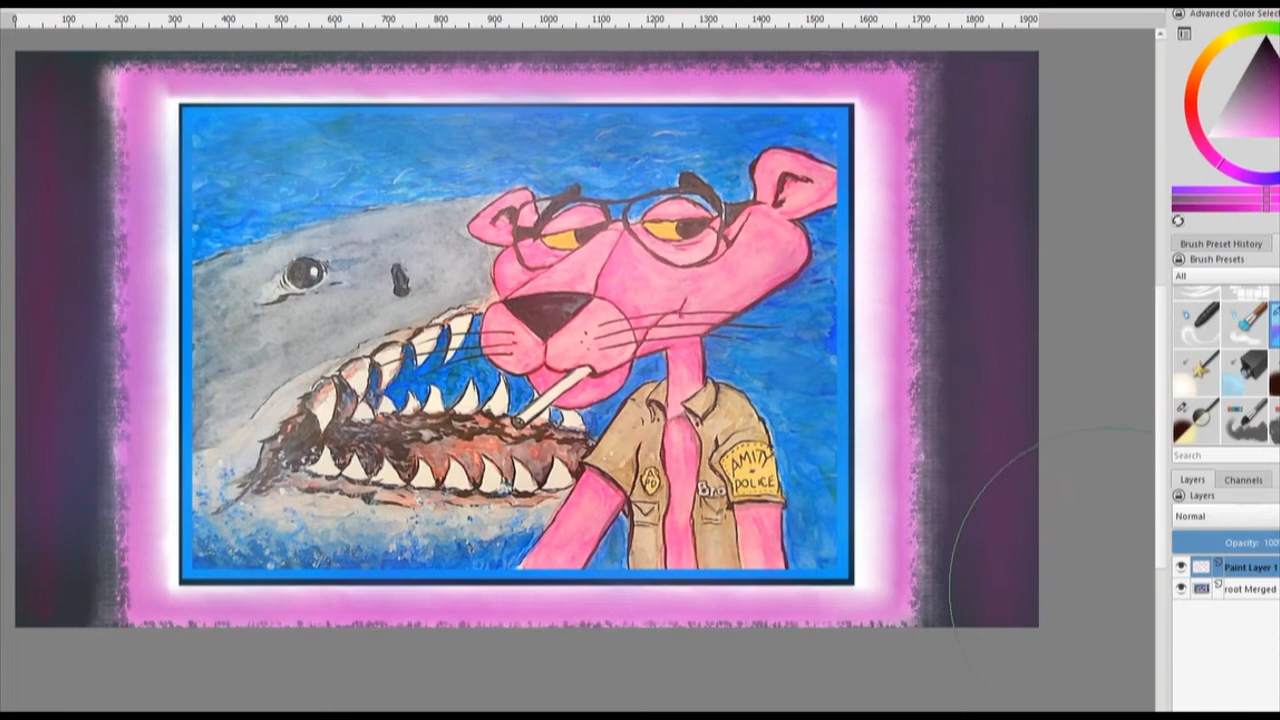 0 100 200 300 400 500 600 700 800 900 1000 1100 1200 1300 1400 1500 1600 1700 1800 1900
Advanced Color Selec
Brush Preset History
Brush Presets
All
Search
Layers Channels
Layers
Normal
Opacity: 100
Paint Layer 1
root Merged
AMITY
POLICE